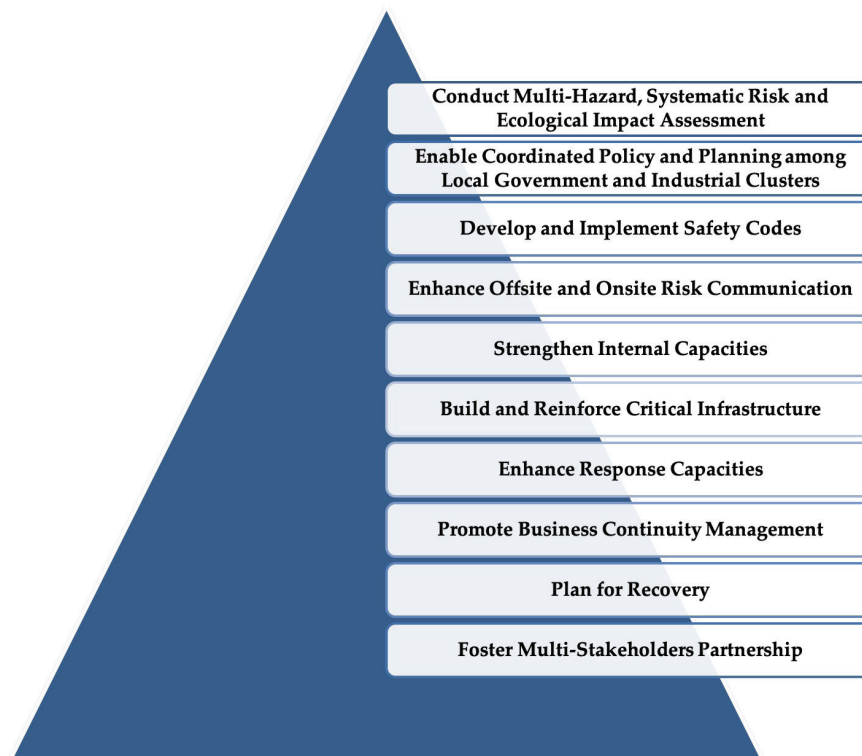 Conduct Multi-Hazard, Systematic Risk and
Ecological Impact Assessment
Enable Coordinated Policy and Planning among
Local Government and Industrial Clusters
Develop and Implement Safety Codes
Enhance Offsite and Onsite Risk Communication
Strengthen Internal Capacities
Build and Reinforce Critical Infrastructure
Enhance Response Capacities
Promote Business Continuity Management
Plan for Recovery
Foster Multi-Stakeholders Partnership